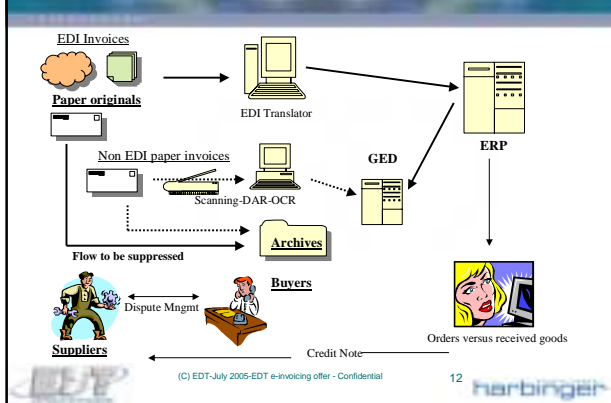 EDI Invoices
Paper originals
EDI Translator
ERP
Non EDI paper invoices
GED
Scanning-DAR-OCR
Archives
Flow to be suppressed
Buyers
Dispute Mngmt
Suppliers
Orders versus received goods
Credit Note
(C) EDT-July 2005-EDT e-invoicing offer - Confidential
12
harbinger
EDT